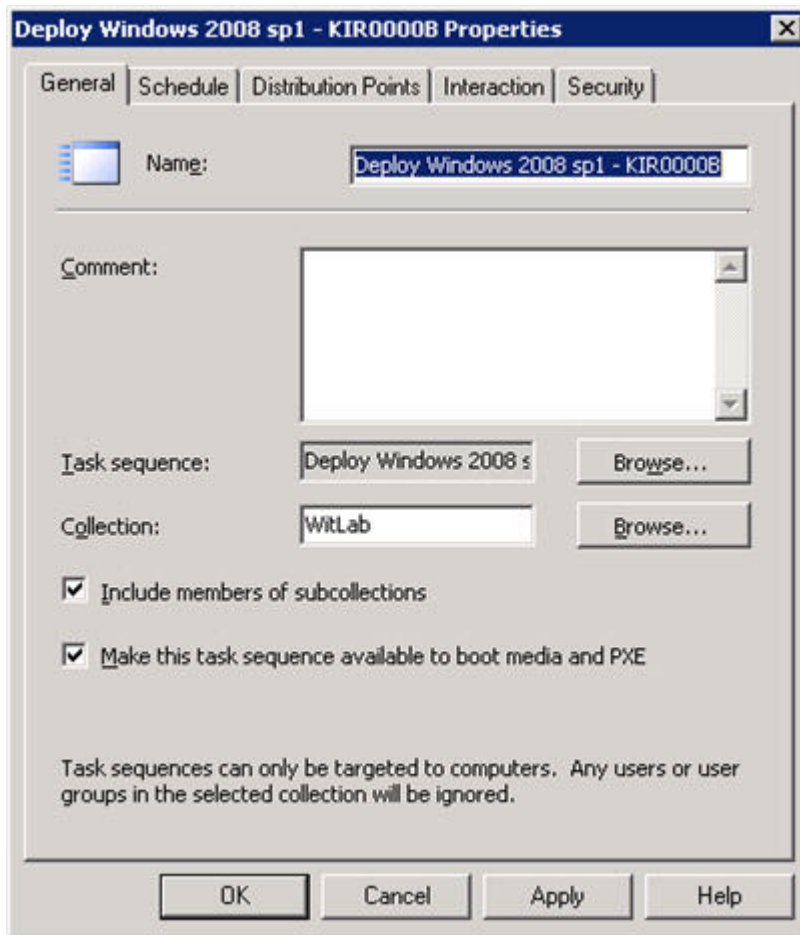 Deploy Windows 2008 sp1 - KIR0000B Properties
General Schedule Distribution Points Interaction Security
Name: Deploy Windows 2008 sp1 - KIR0000B
Comment:
Task sequence: Deploy Windows 2008 s Browse...
Collection: WitLab Browse...
Include members of subcollections
Make this task sequence available to boot media and PXE
Task sequences can only be targeted to computers. Any users or user
groups in the selected collection will be ignored.
OK Cancel Apply Help